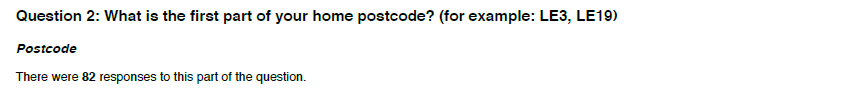 Question 2: What is the first part of your home postcode? (for example: LE3, LE19)
Postcode
There were 82 responses to this part of the question.